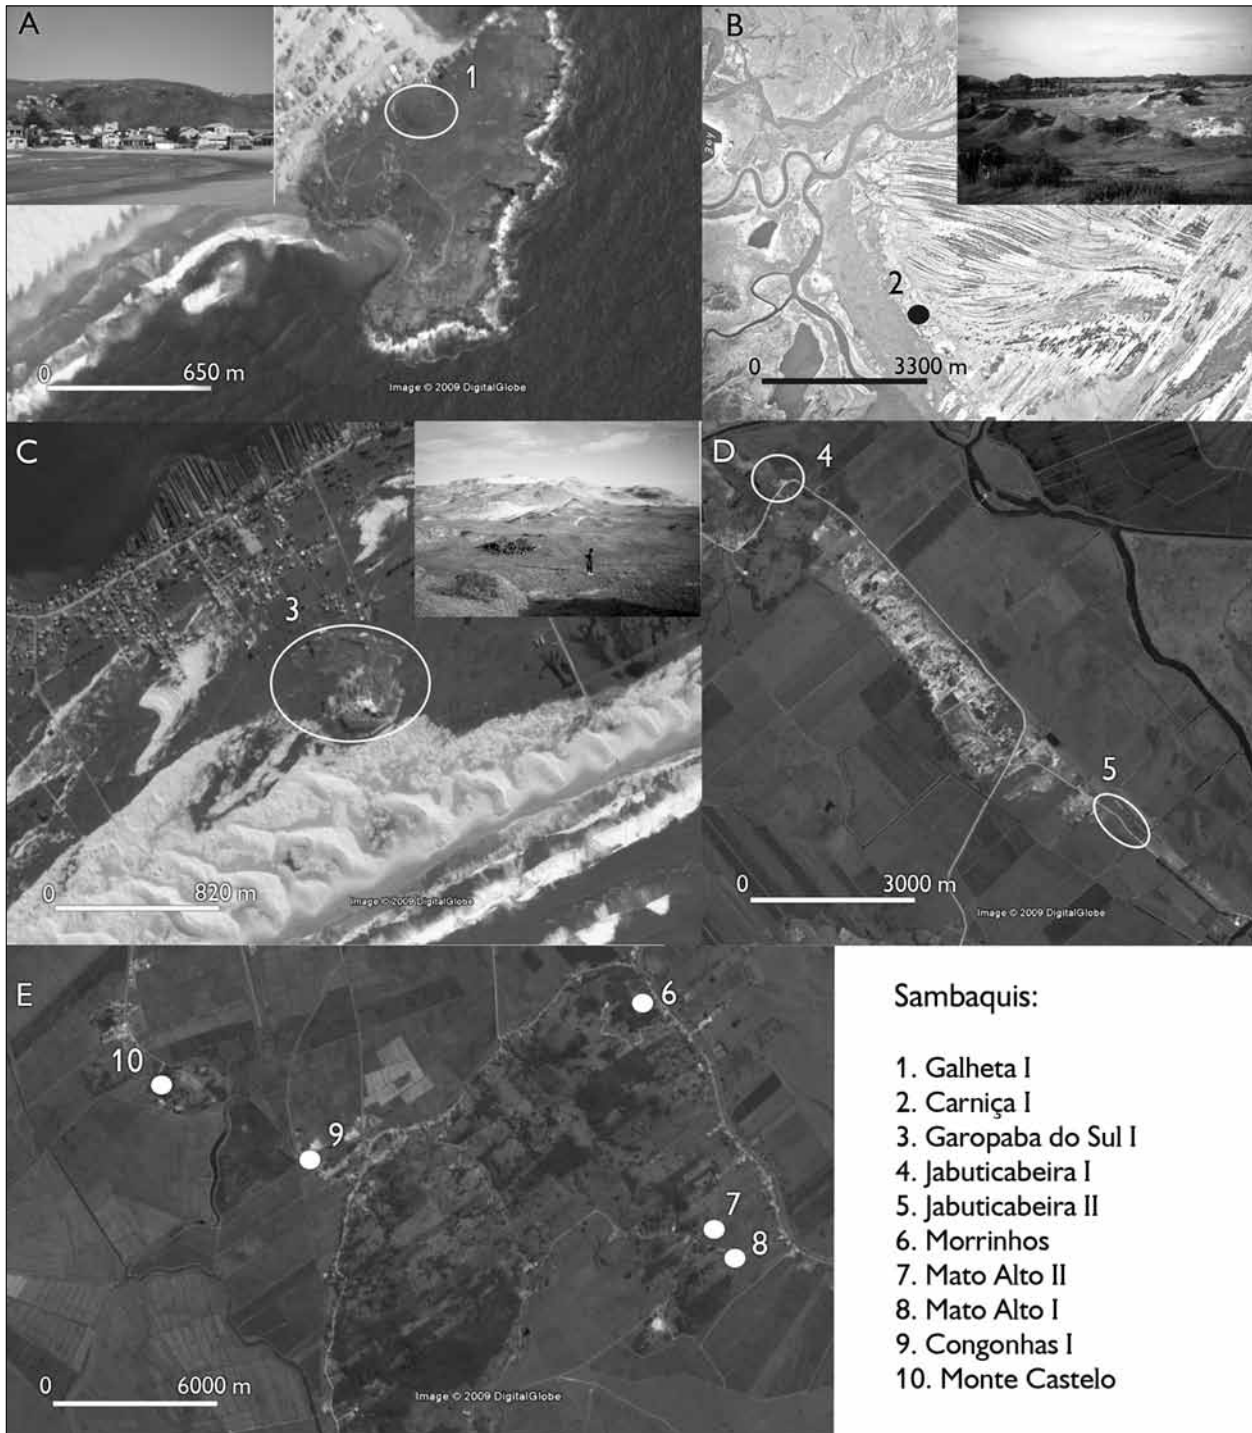 A
1
0 650 m
Image © 2009 DigitalGlobe
B
2
0 3300 m
C
3
0 820 m
Image © 2009 DigitalGlobe
D
4
5
0 3000 m
Image © 2009 DigitalGlobe
E
6
7
8
9
10
0 6000 m
Image © 2009 DigitalGlobe
Sambaquis:
1. Galheta I
2. Carniça I
3. Garopaba do Sul I
4. Jabuticabeira I
5. Jabuticabeira II
6. Morrinhos
7. Mato Alto II
8. Mato Alto I
9. Congonhas I
10. Monte Castelo